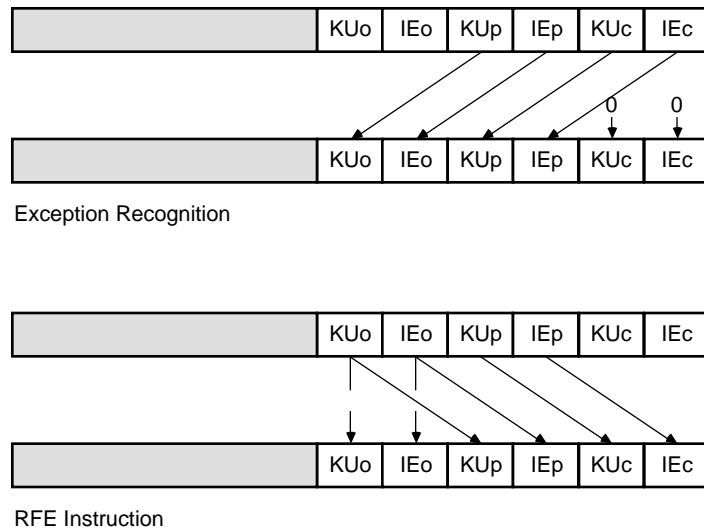 KUo IEo KUp IEp KUc IEc
0 0
KUo IEo KUp IEp KUc IEc
Exception Recognition
KUo IEo KUp IEp KUc IEc
KUo IEo KUp IEp KUc IEc
RFE Instruction